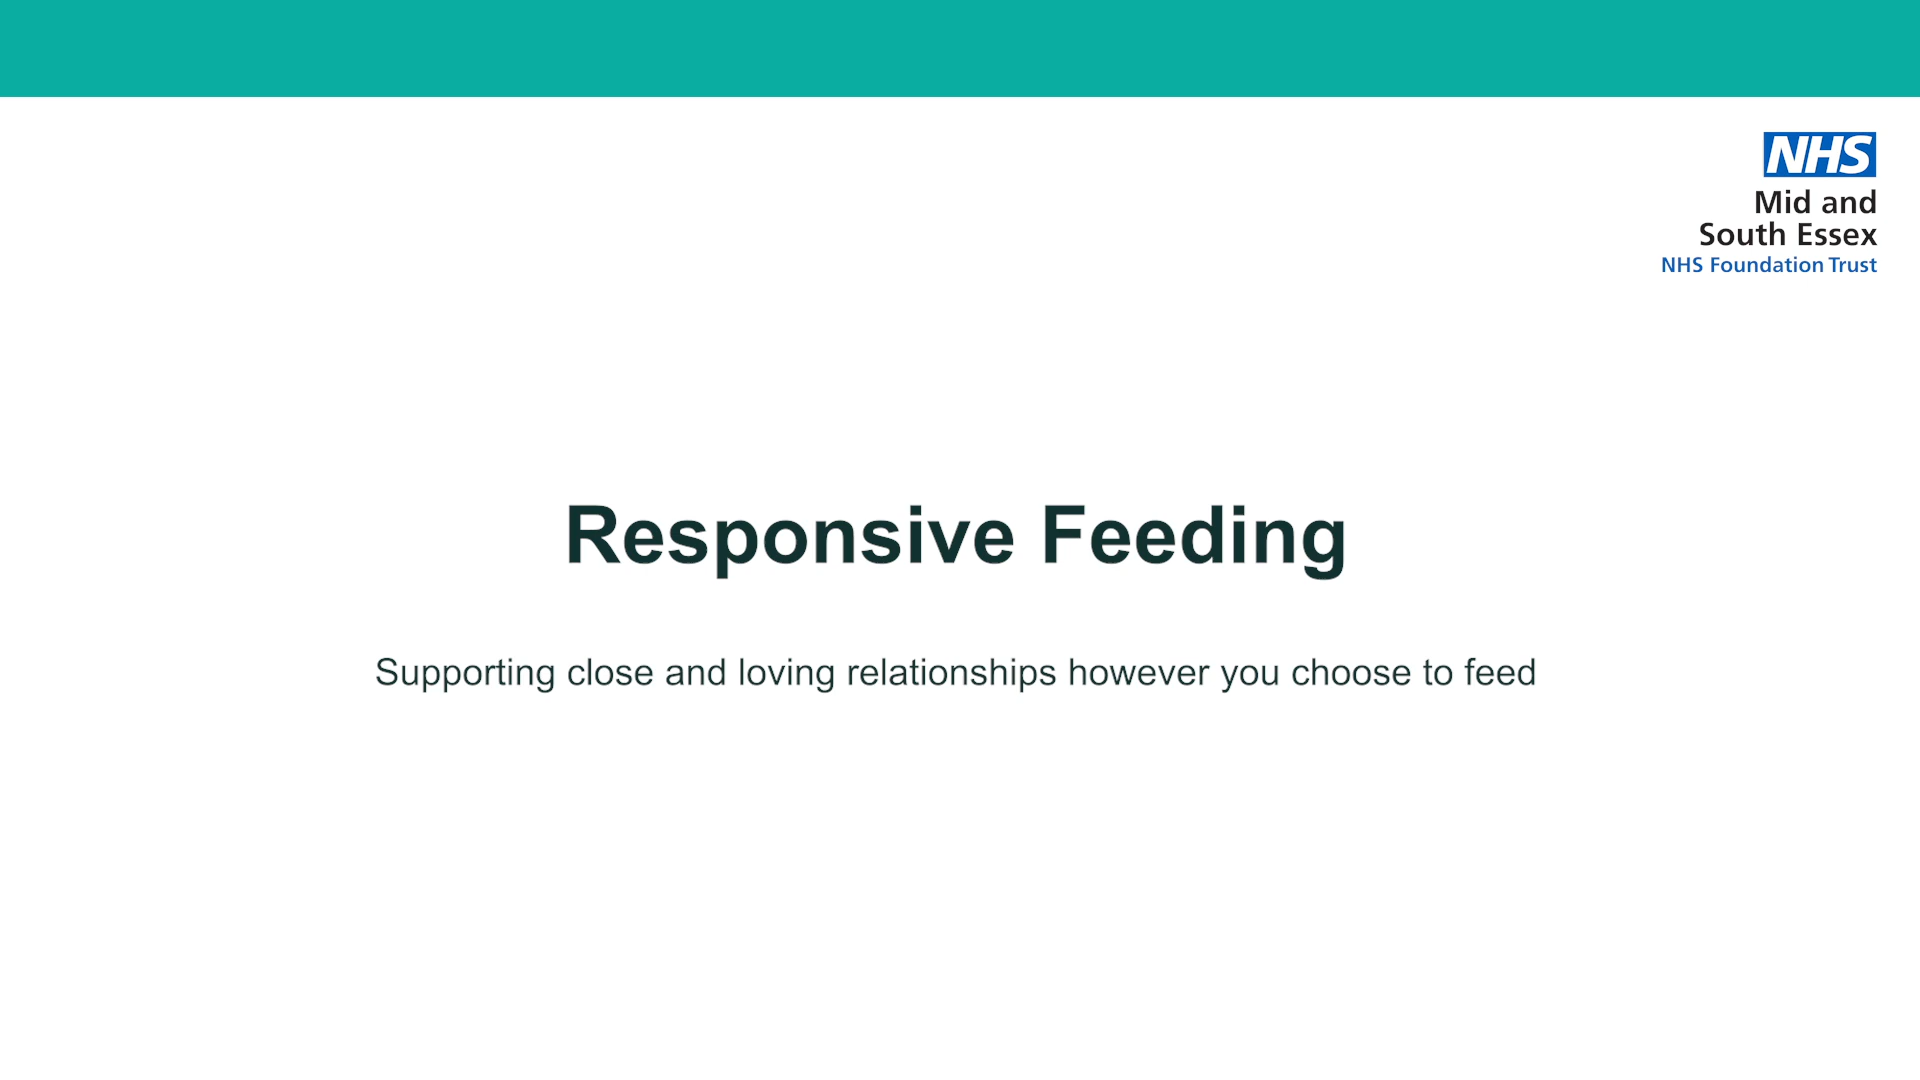 NHS
Mid and
South Essex
NHS Foundation Trust
Responsive Feeding
Supporting close and loving relationships however you choose to feed